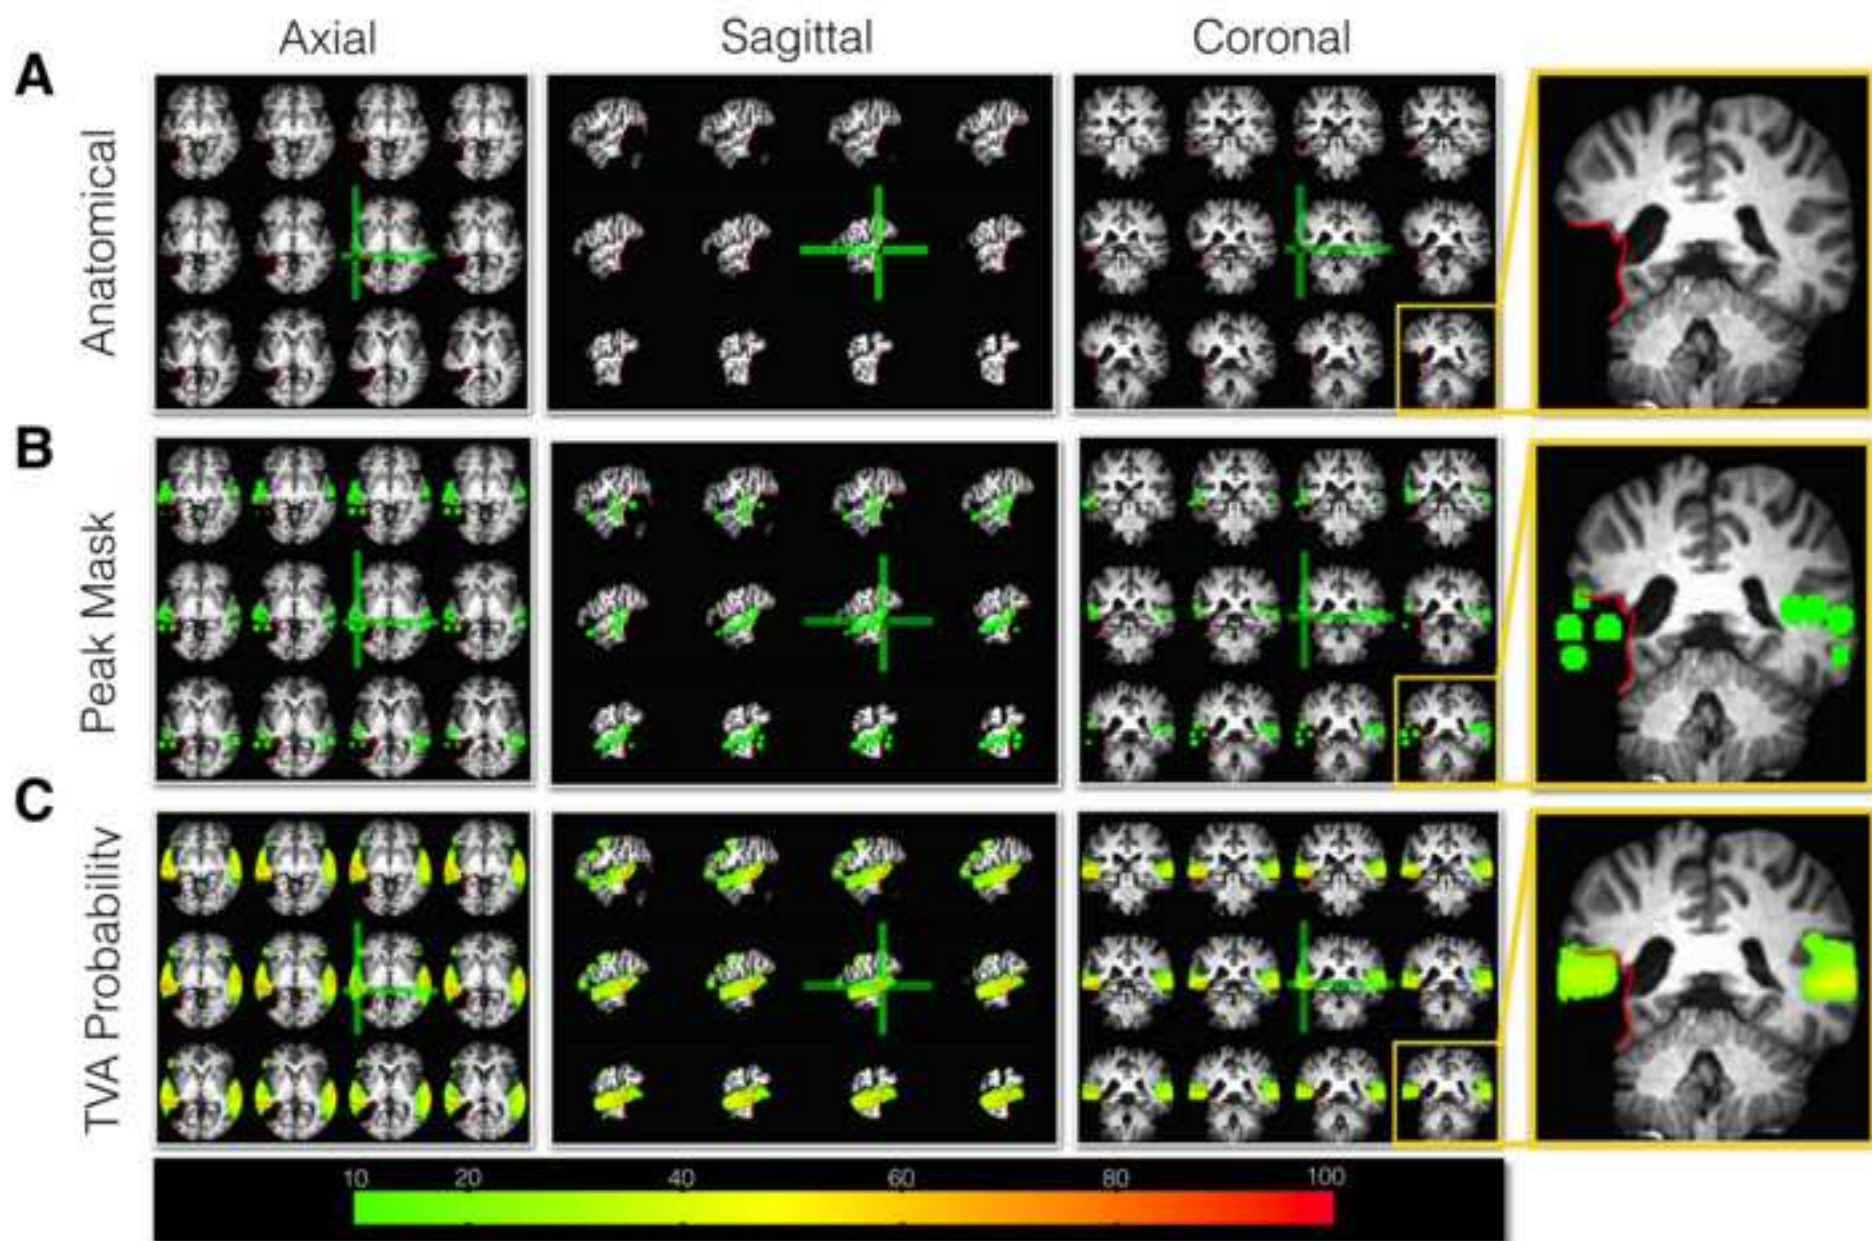 Axial Sagittal Coronal
A
Anatomical
B
Peak Mask
C
TVA Probability
10 20 40 60 80 100